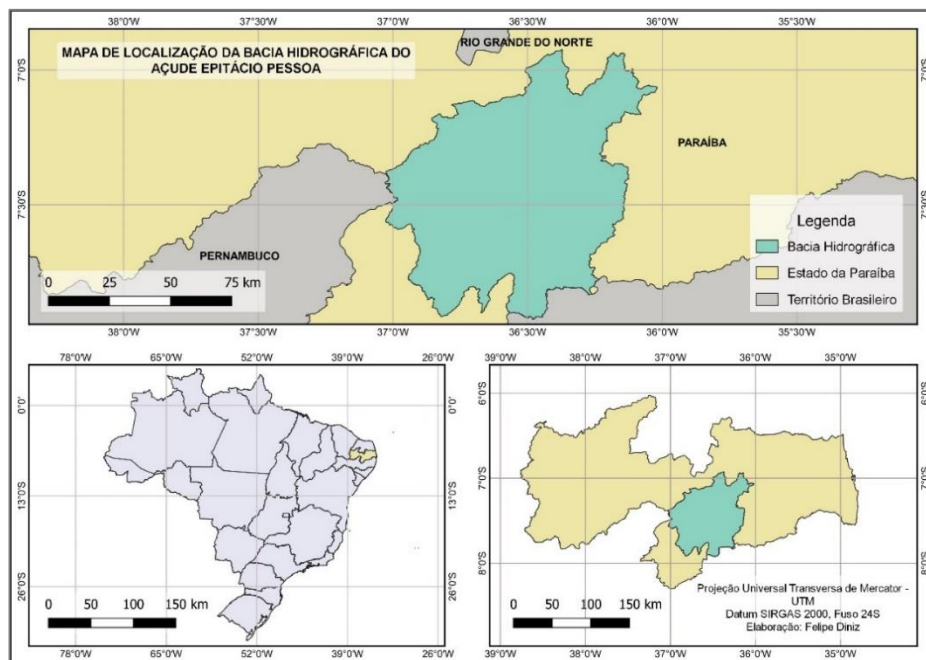 38°0'W 37°30'W 37°0'W 36°30'W 36°0'W 35°30'W
MAPA DE LOCALIZAÇÃO DA BACIA HIDROGRÁFICA DO
AÇUDE EPITÁCIO PESSOA
RIO GRANDE DO NORTE
7°0'S
7°0'S
PARAÍBA
7°30'S
7°30'S
PERNAMBUCO
Legenda
Bacia Hidrográfica
Estado da Paraíba
Território Brasileiro
0 25 50 75 km
38°0'W 37°30'W 37°0'W 36°30'W 36°0'W 35°30'W
78°0'W 65°0'W 52°0'W 39°0'W 26°0'W
0°0'
0°0'
13°0'S
13°0'S
26°0'S
26°0'S
0 50 100 150 km
78°0'W 65°0'W 52°0'W 39°0'W 26°0'W
39°0'W 38°0'W 37°0'W 36°0'W 35°0'W
6°0'S
6°0'S
7°0'S
7°0'S
8°0'S
8°0'S
Projeção Universal Transversa de Mercator -
UTM
Datum SIRGAS 2000, Fuso 24S
Elaboração: Felipe Diniz
0 50 100 150 km
39°0'W 38°0'W 37°0'W 36°0'W 35°0'W